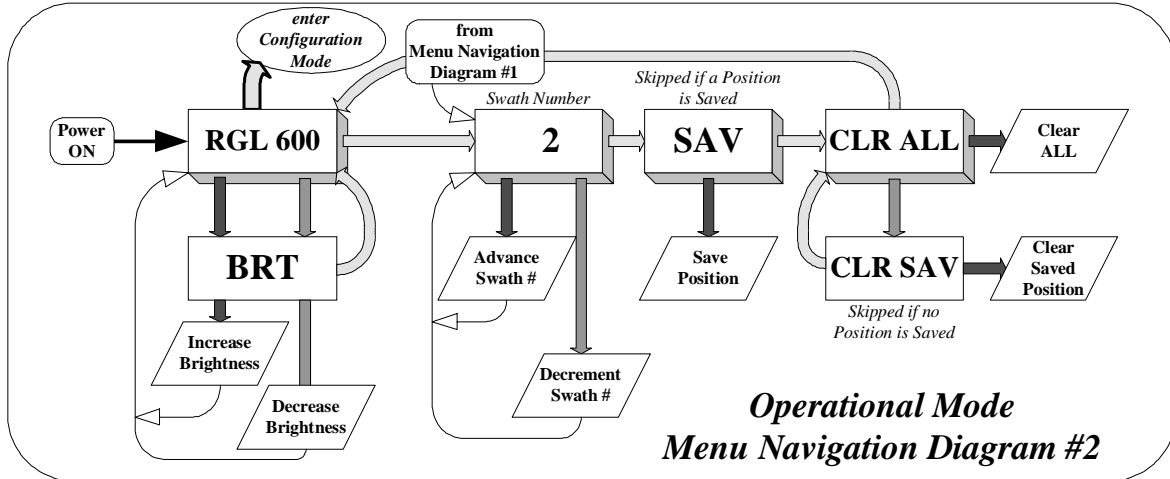 enter
Configuration
Mode
from
Menu Navigation
Diagram #1
Skipped if a Position
is Saved
Swath Number
Power
ON
RGL 600
2
SAV
CLR ALL
Clear
ALL
BRT
Advance
Swath #
Save
Position
CLR SAV
Clear
Saved
Position
Skipped if no
Position is Saved
Increase
Brightness
Decrement
Swath #
Decrease
Brightness
Operational Mode
Menu Navigation Diagram #2